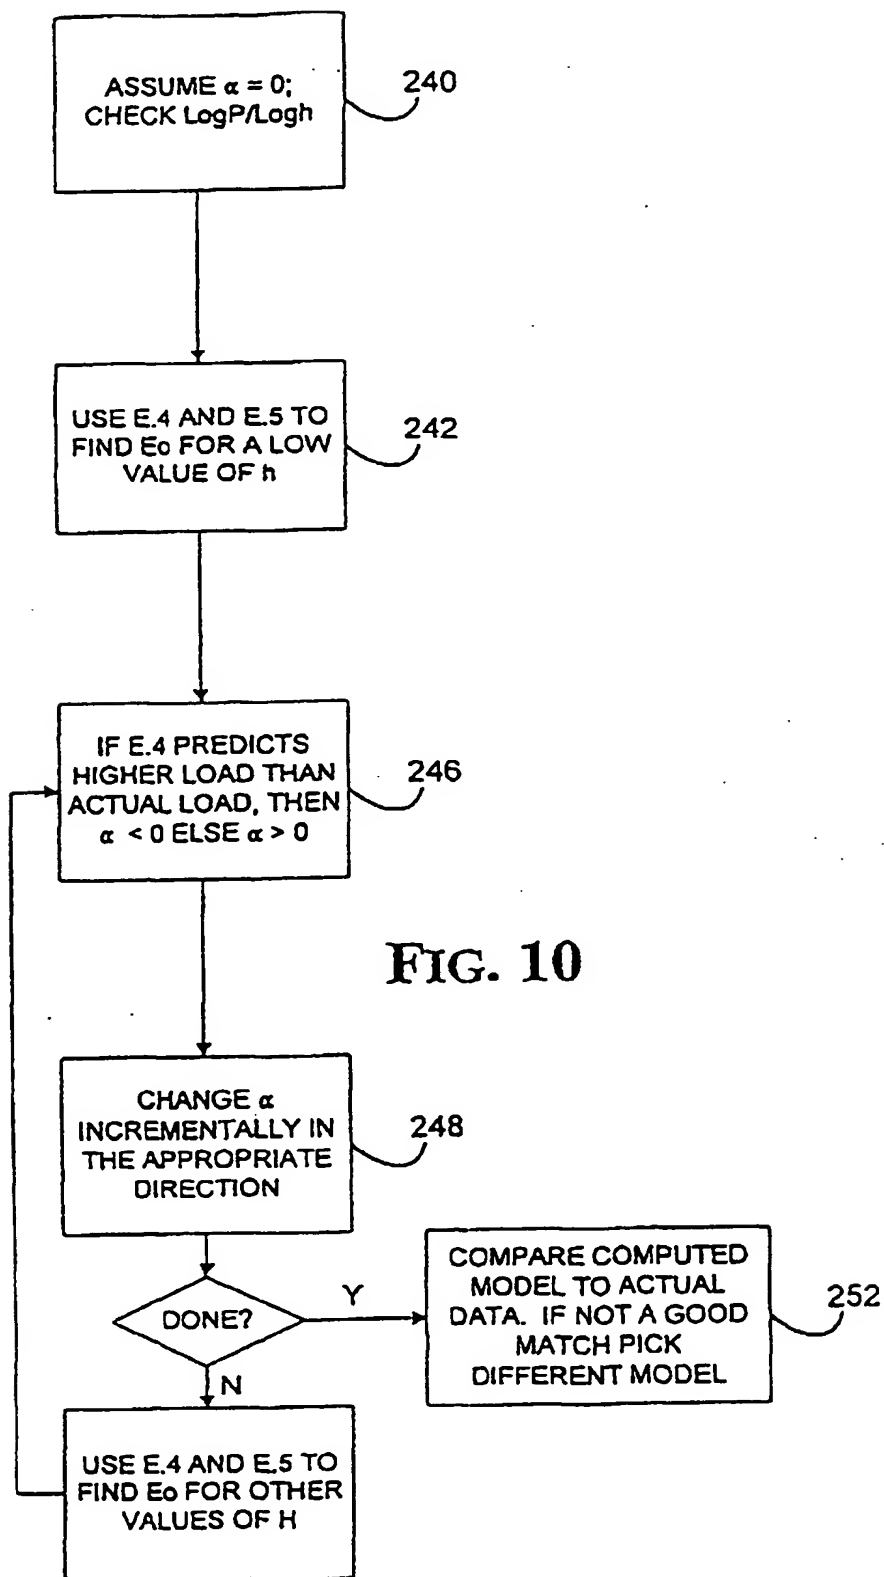 ASSUME α = 0;
CHECK LogP/Logh
240
USE E.4 AND E.5 TO
FIND Eo FOR A LOW
VALUE OF h
242
IF E.4 PREDICTS
HIGHER LOAD THAN
ACTUAL LOAD, THEN
α < 0 ELSE α > 0
246
FIG. 10
CHANGE α
INCREMENTALLY IN
THE APPROPRIATE
DIRECTION
248
DONE?
Y
COMPARE COMPUTED
MODEL TO ACTUAL
DATA. IF NOT A GOOD
MATCH PICK
DIFFERENT MODEL
252
N
USE E.4 AND E.5 TO
FIND Eo FOR OTHER
VALUES OF H